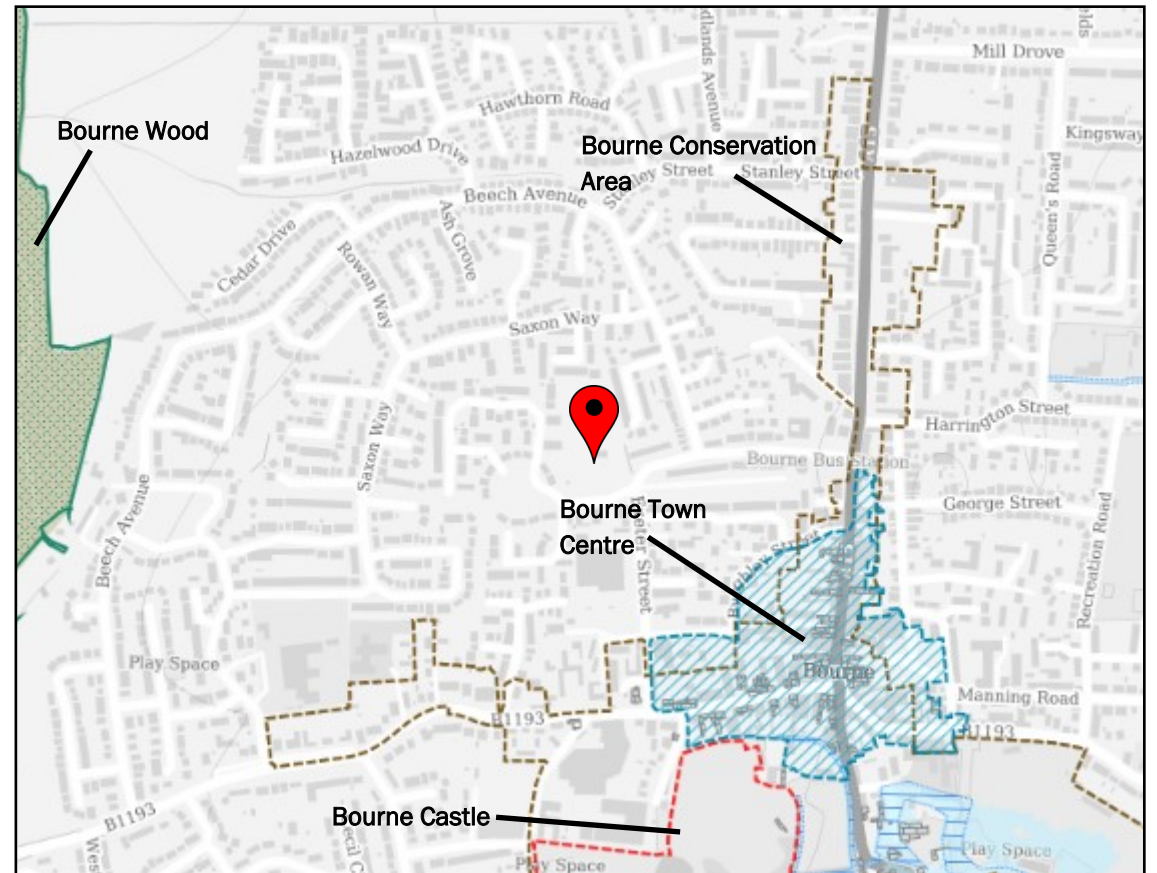 Mill Drove
Hawthorn Road
Bourne Wood
Kingsway
Bourne Conservation
Area
Hazelwood Drive
Stanley Street
Stanley Street
Beech Avenue
Queen's Road
Ash Grove
Cedar Drive
Rowan Way
Saxon Way
Harrington Street
Saxon Way
Bourne Bus Station
George Street
Bourne Town
Centre
Beech Avenue
Recreation Road
Play Space
Bourne
Manning Road
B1193
B1193
B1193
Bourne Castle
Play Space
Play Space